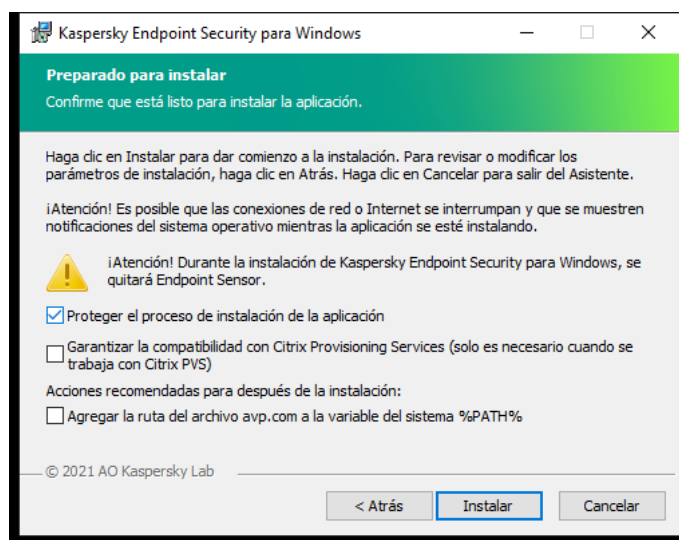 Kaspersky Endpoint Security para Windows
Preparado para instalar
Confirme que está listo para instalar la aplicación.
Haga clic en Instalar para dar comienzo a la instalación. Para revisar o modificar los
parámetros de instalación, haga clic en Atrás. Haga clic en Cancelar para salir del Asistente.
¡Atención! Es posible que las conexiones de red o Internet se interrumpan y que se muestren
notificaciones del sistema operativo mientras la aplicación se esté instalando.
¡Atención! Durante la instalación de Kaspersky Endpoint Security para Windows, se
quitará Endpoint Sensor.
Proteger el proceso de instalación de la aplicación
Garantizar la compatibilidad con Citrix Provisioning Services (solo es necesario cuando se
trabaja con Citrix PVS)
Acciones recomendadas para después de la instalación:
Agregar la ruta del archivo avp.com a la variable del sistema %PATH%
© 2021 AO Kaspersky Lab
< Atrás
Instalar
Cancelar